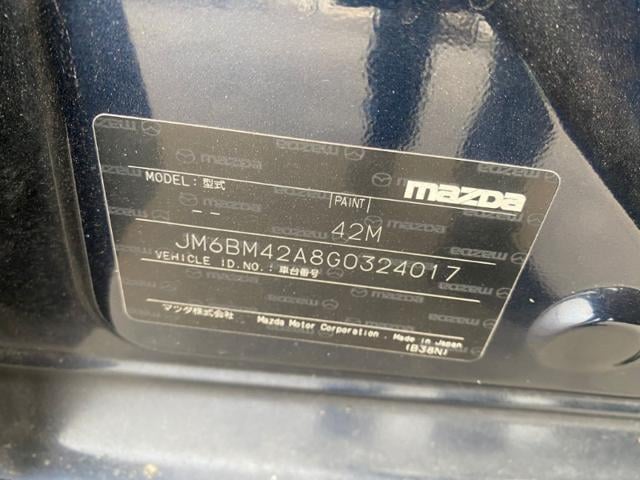 mazda
MODEL: 型式
PAINT
-- 42M
JM6BM42A8G0324017
VEHICLE ID.NO.: 車台番号
マツダ株式会社 Mazda Motor Corporation. Made in Japan
(B38N)